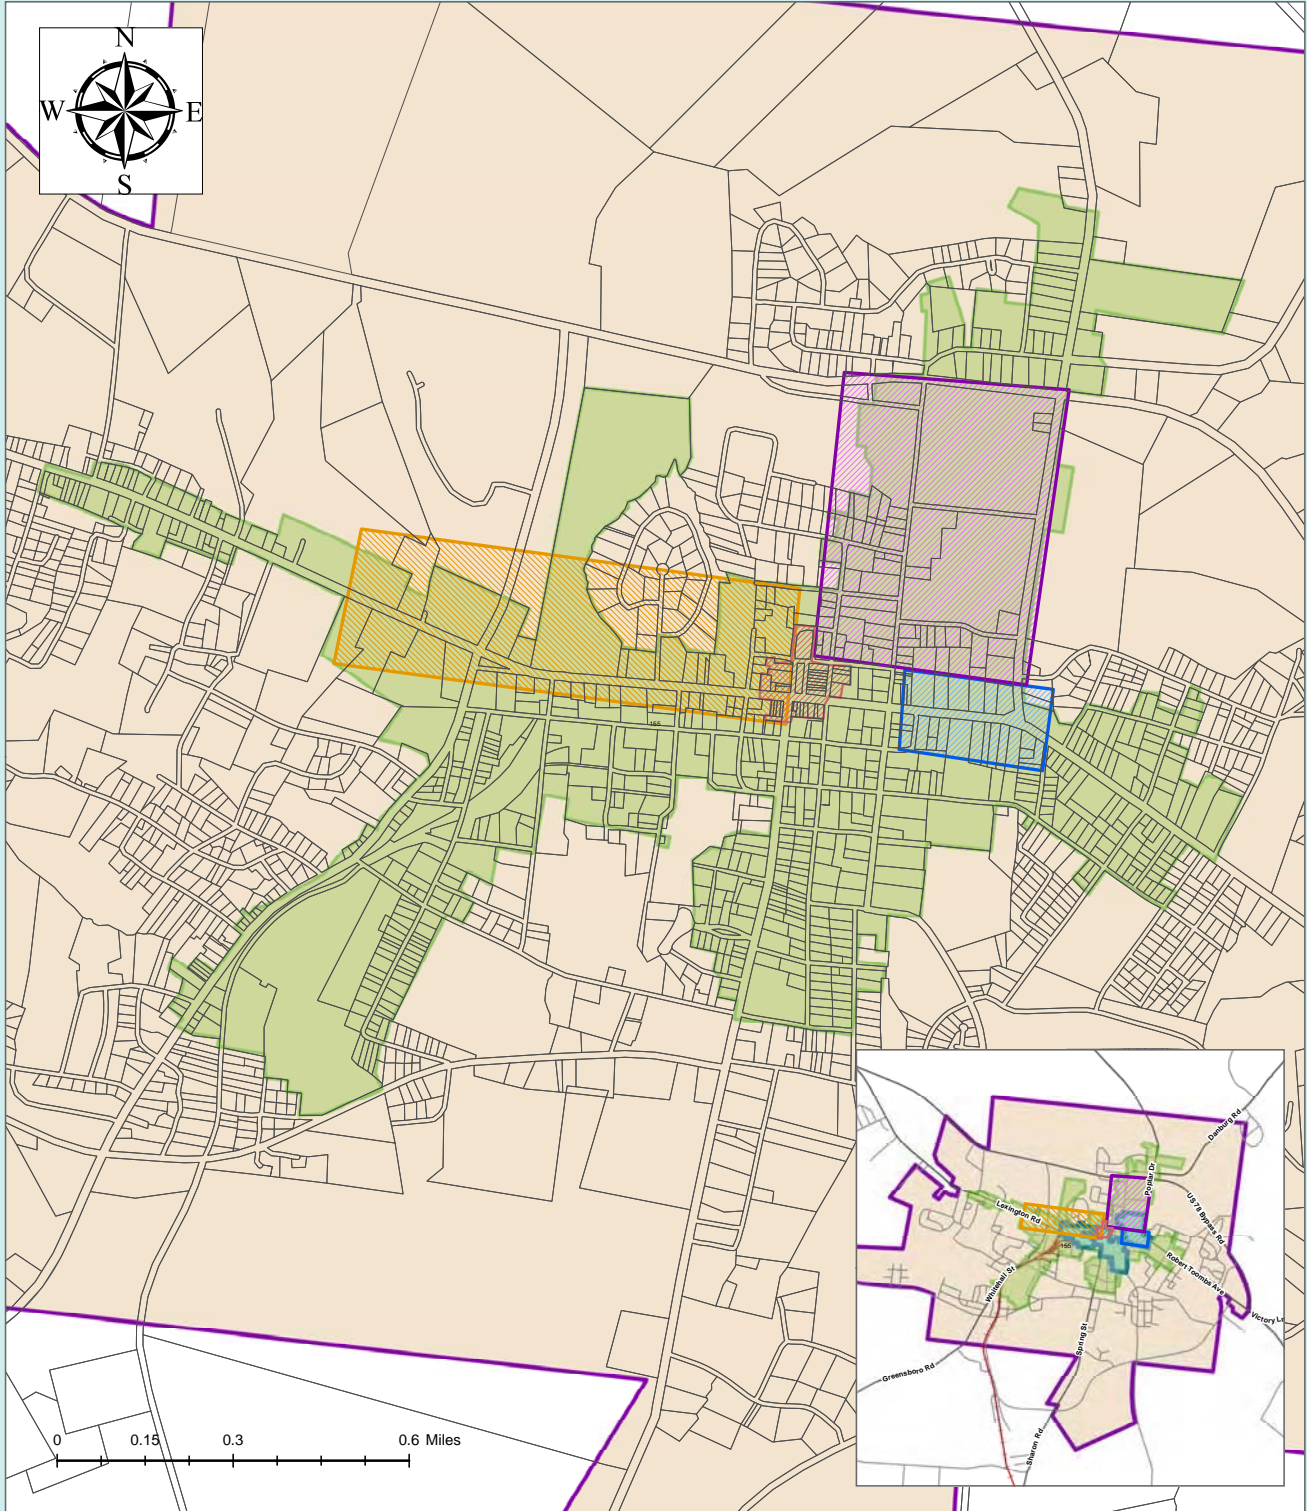 N
W E
S
155
0 0.15 0.3 0.6 Miles
Danburg Rd
Poplar Dr
US 78 Bypass Rd
Lexington Rd
155
Robert Toombs Ave
Whitehall St
Victory Ln
Spring St
Greensboro Rd
Sharon Rd